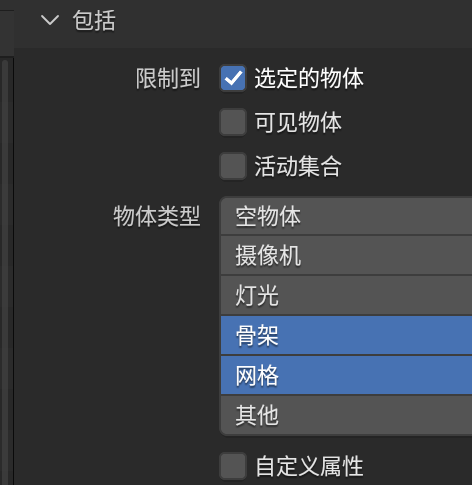 包括
限制到 选定的物体
可见物体
活动集合
物体类型 空物体
摄像机
灯光
骨架
网格
其他
自定义属性